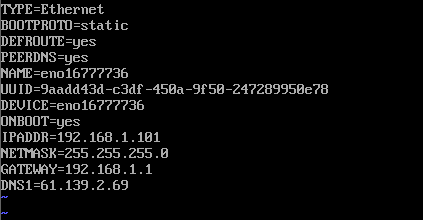 TYPE=Ethernet
BOOTPROTO=static
DEFROUTE=yes
PEERDNS=yes
NAME=eno16777736
UUID=9aadd43d-c3df-450a-9f50-247289950e78
DEVICE=eno16777736
ONBOOT=yes
IPADDR=192.168.1.101
NETMASK=255.255.255.0
GATEWAY=192.168.1.1
DNS1=61.139.2.69
~
~